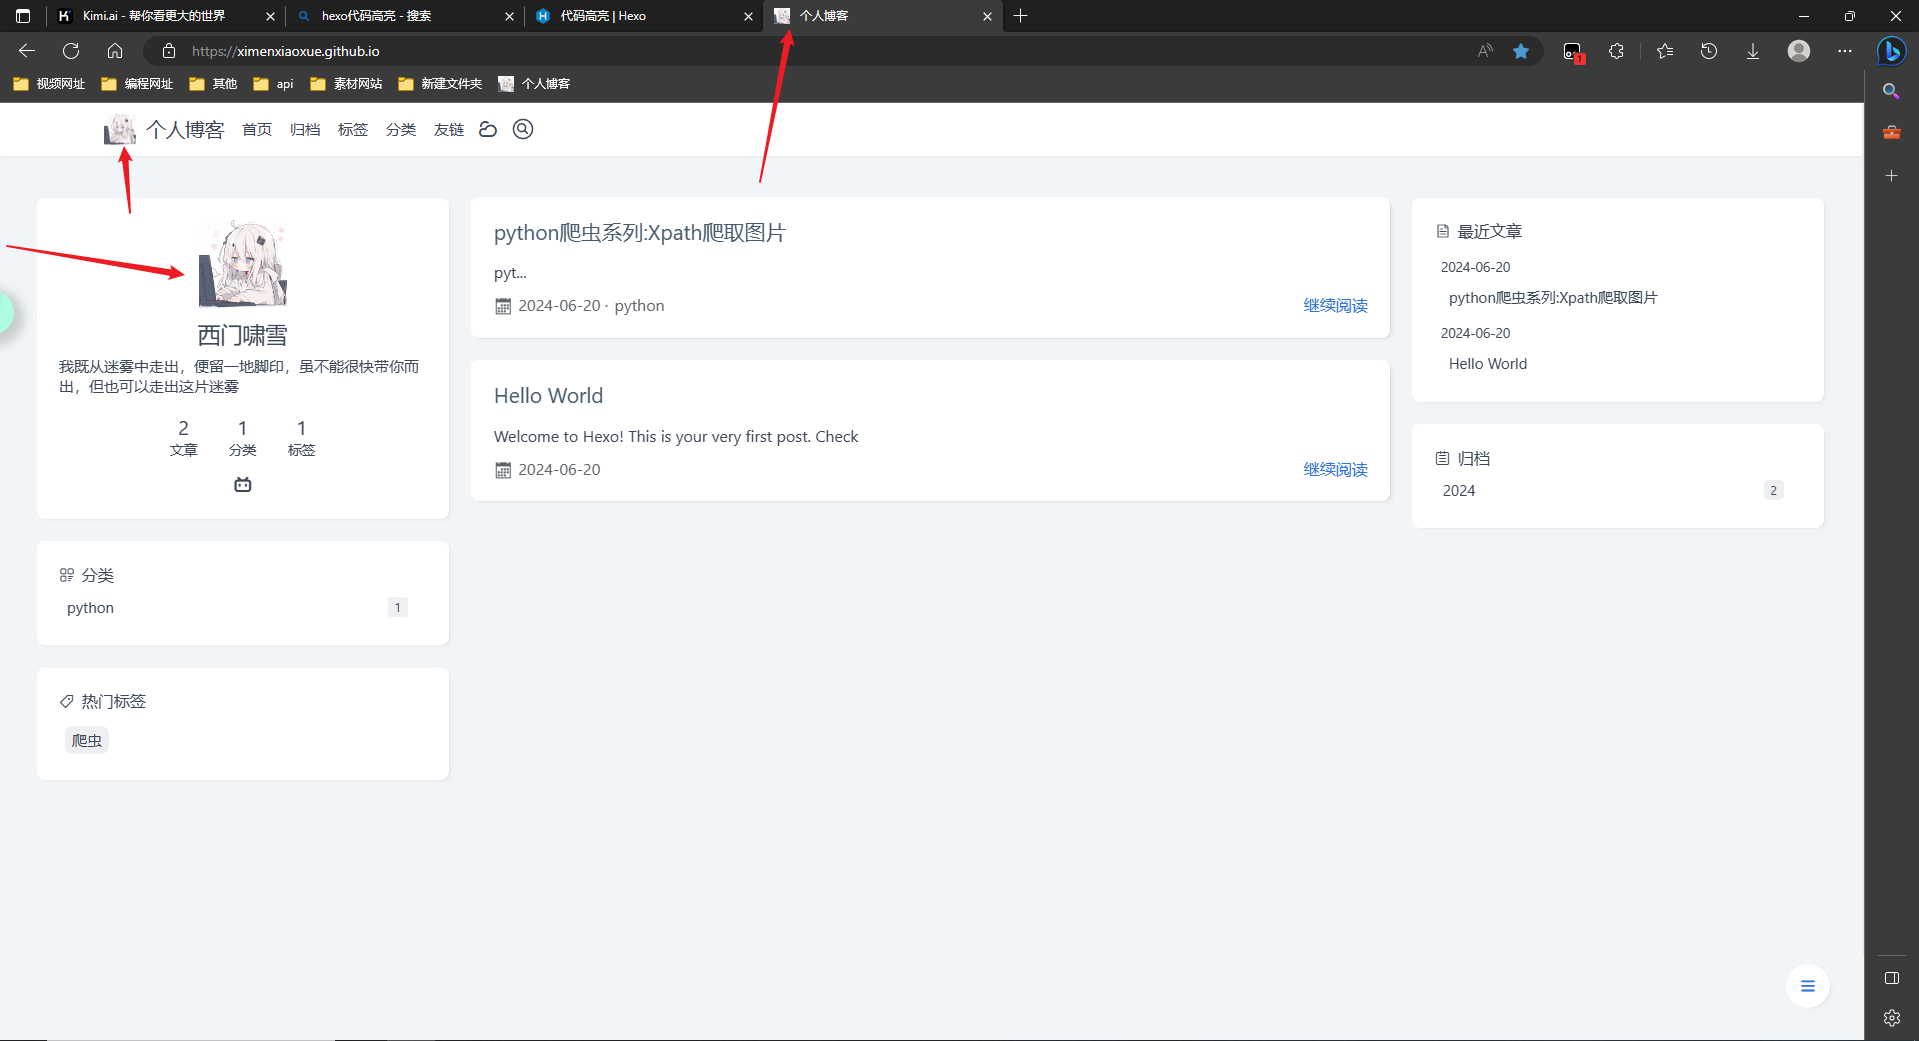 Kimi.ai - 帮你看更大的世界
hexo代码高亮 - 搜索
代码高亮 | Hexo
个人博客
https://ximenxiaoxue.github.io
1
视频网址
编程网址
其他
api
素材网站
新建文件夹
个人博客
个人博客
首页
归档
标签
分类
友链
西门啸雪
我既从迷雾中走出，便留一地脚印，虽不能很快带你而
出，但也可以走出这片迷雾
2 1 1
文章 分类 标签
分类
python 1
热门标签
爬虫
python爬虫系列:Xpath爬取图片
pyt...
2024-06-20 · python
继续阅读
Hello World
Welcome to Hexo! This is your very first post. Check
2024-06-20
继续阅读
最近文章
2024-06-20
python爬虫系列:Xpath爬取图片
2024-06-20
Hello World
归档
2024 2